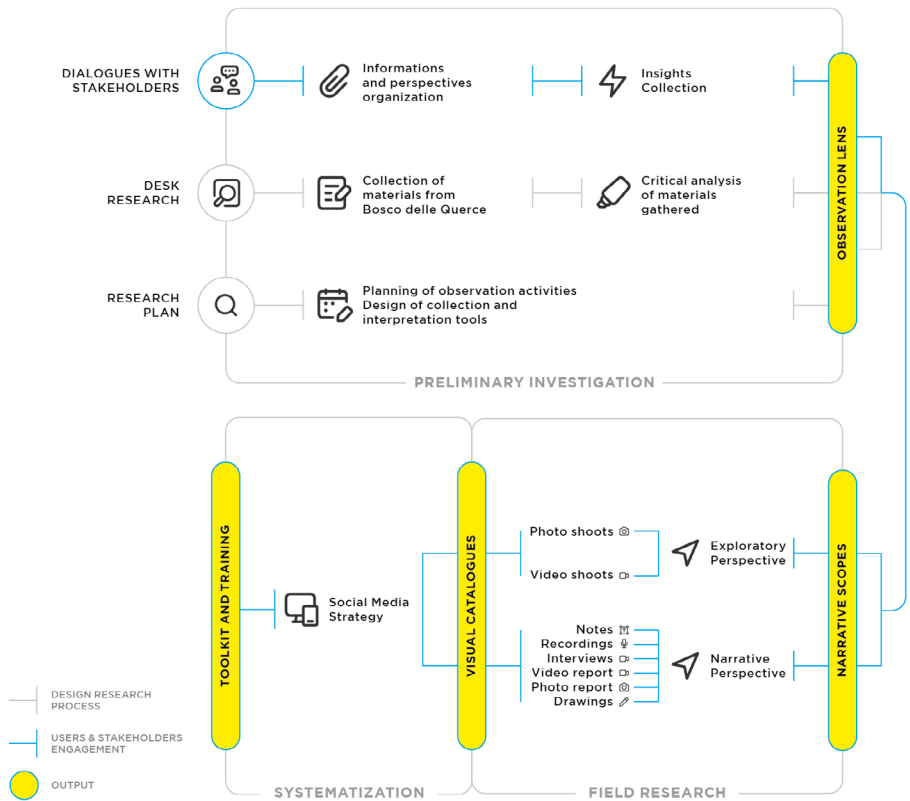 DIALOGUES WITH
STAKEHOLDERS
Informations
and perspectives
organization
Insights
Collection
DESK
RESEARCH
Collection of
materials from
Bosco delle Querce
Critical analysis
of materials
gathered
RESEARCH
PLAN
Planning of observation activities
Design of collection and
interpretation tools
OBSERVATION LENS
PRELIMINARY INVESTIGATION
TOOLKIT AND TRAINING
Social Media
Strategy
VISUAL CATALOGUES
Photo shoots
Video shoots
Exploratory
Perspective
Notes
Recordings
Interviews
Video report
Photo report
Drawings
Narrative
Perspective
NARRATIVE SCOPES
DESIGN RESEARCH
PROCESS
USERS & STAKEHOLDERS
ENGAGEMENT
OUTPUT
SYSTEMATIZATION
FIELD RESEARCH